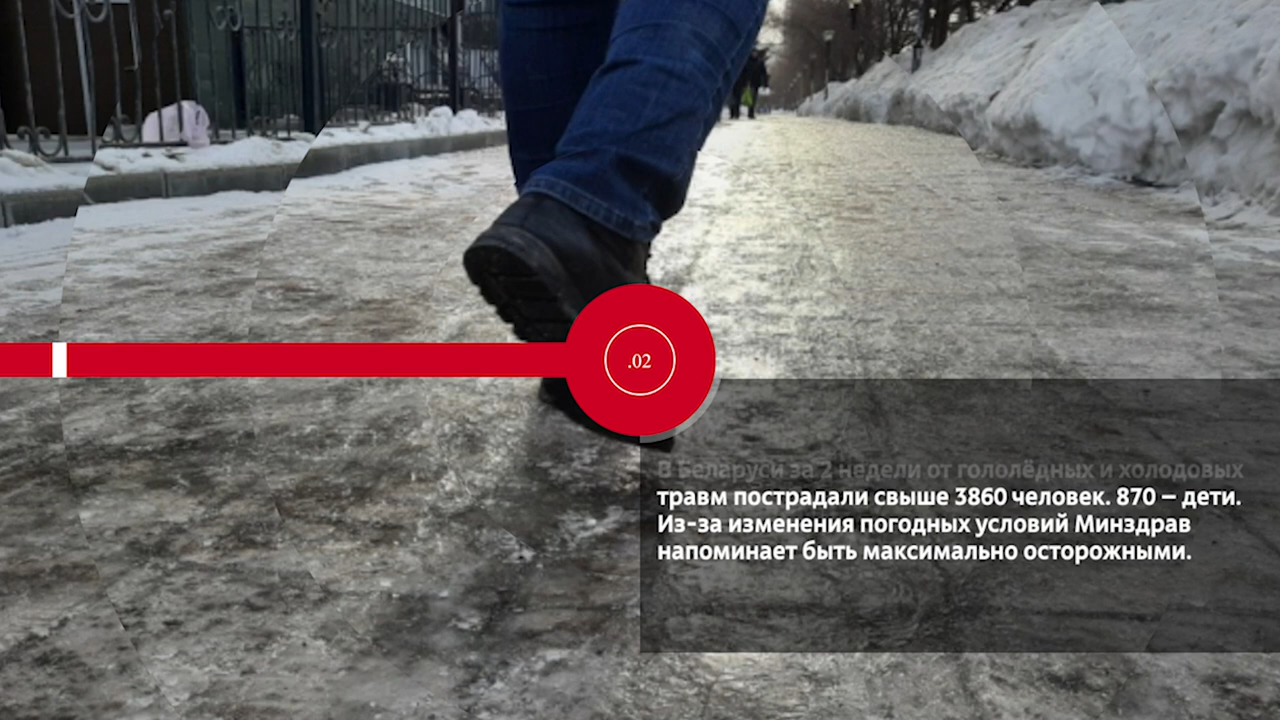 .02
В Беларуси за 2 недели от гололёдных и холодовых
травм пострадали свыше 3860 человек. 870 – дети.
Из-за изменения погодных условий Минздрав
напоминает быть максимально осторожными.